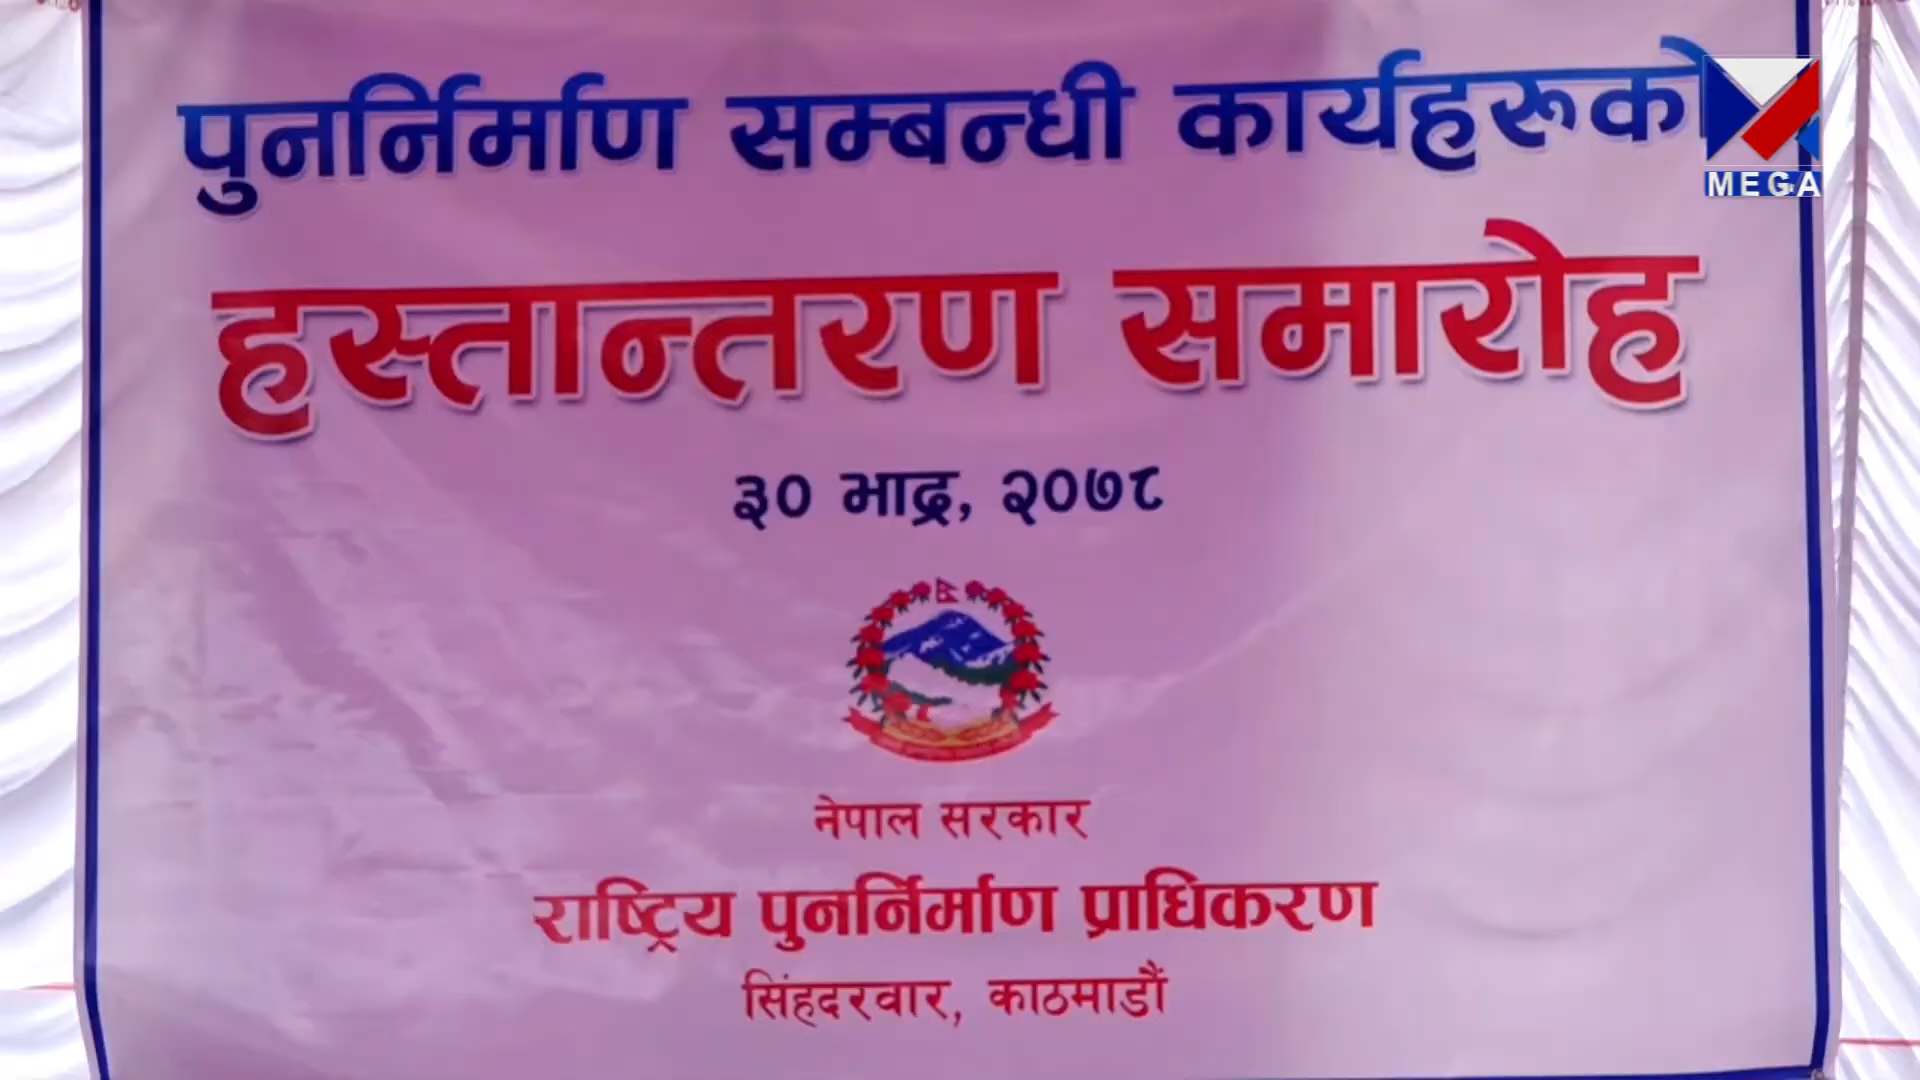 पुनर्निर्माण सम्बन्धी कार्यहरूको
MEGA
हस्तान्तरण समारोह
३० भाद्र, २०७८
नेपाल सरकार
राष्ट्रिय पुनर्निर्माण प्राधिकरण
सिंहदरवार, काठमाडौं